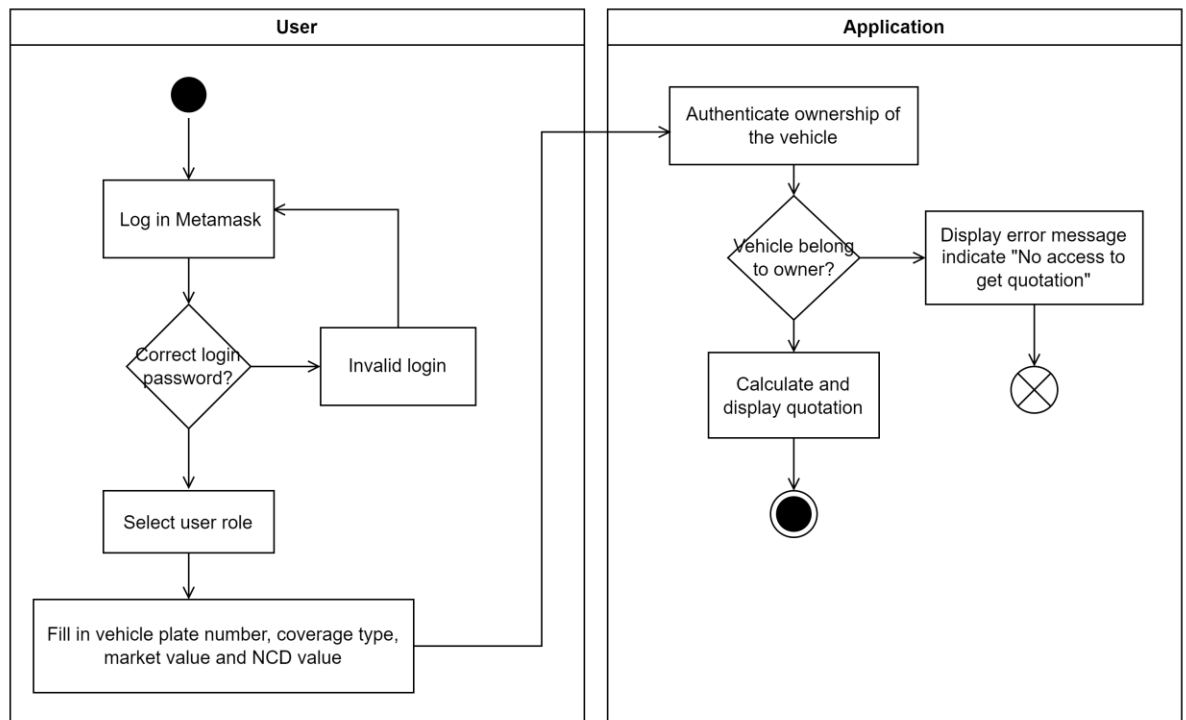 User
Log in Metamask
Correct login
password?
Invalid login
Select user role
Fill in vehicle plate number, coverage type,
market value and NCD value
Application
Authenticate ownership of
the vehicle
Vehicle belong
to owner?
Display error message
indicate "No access to
get quotation"
Calculate and
display quotation